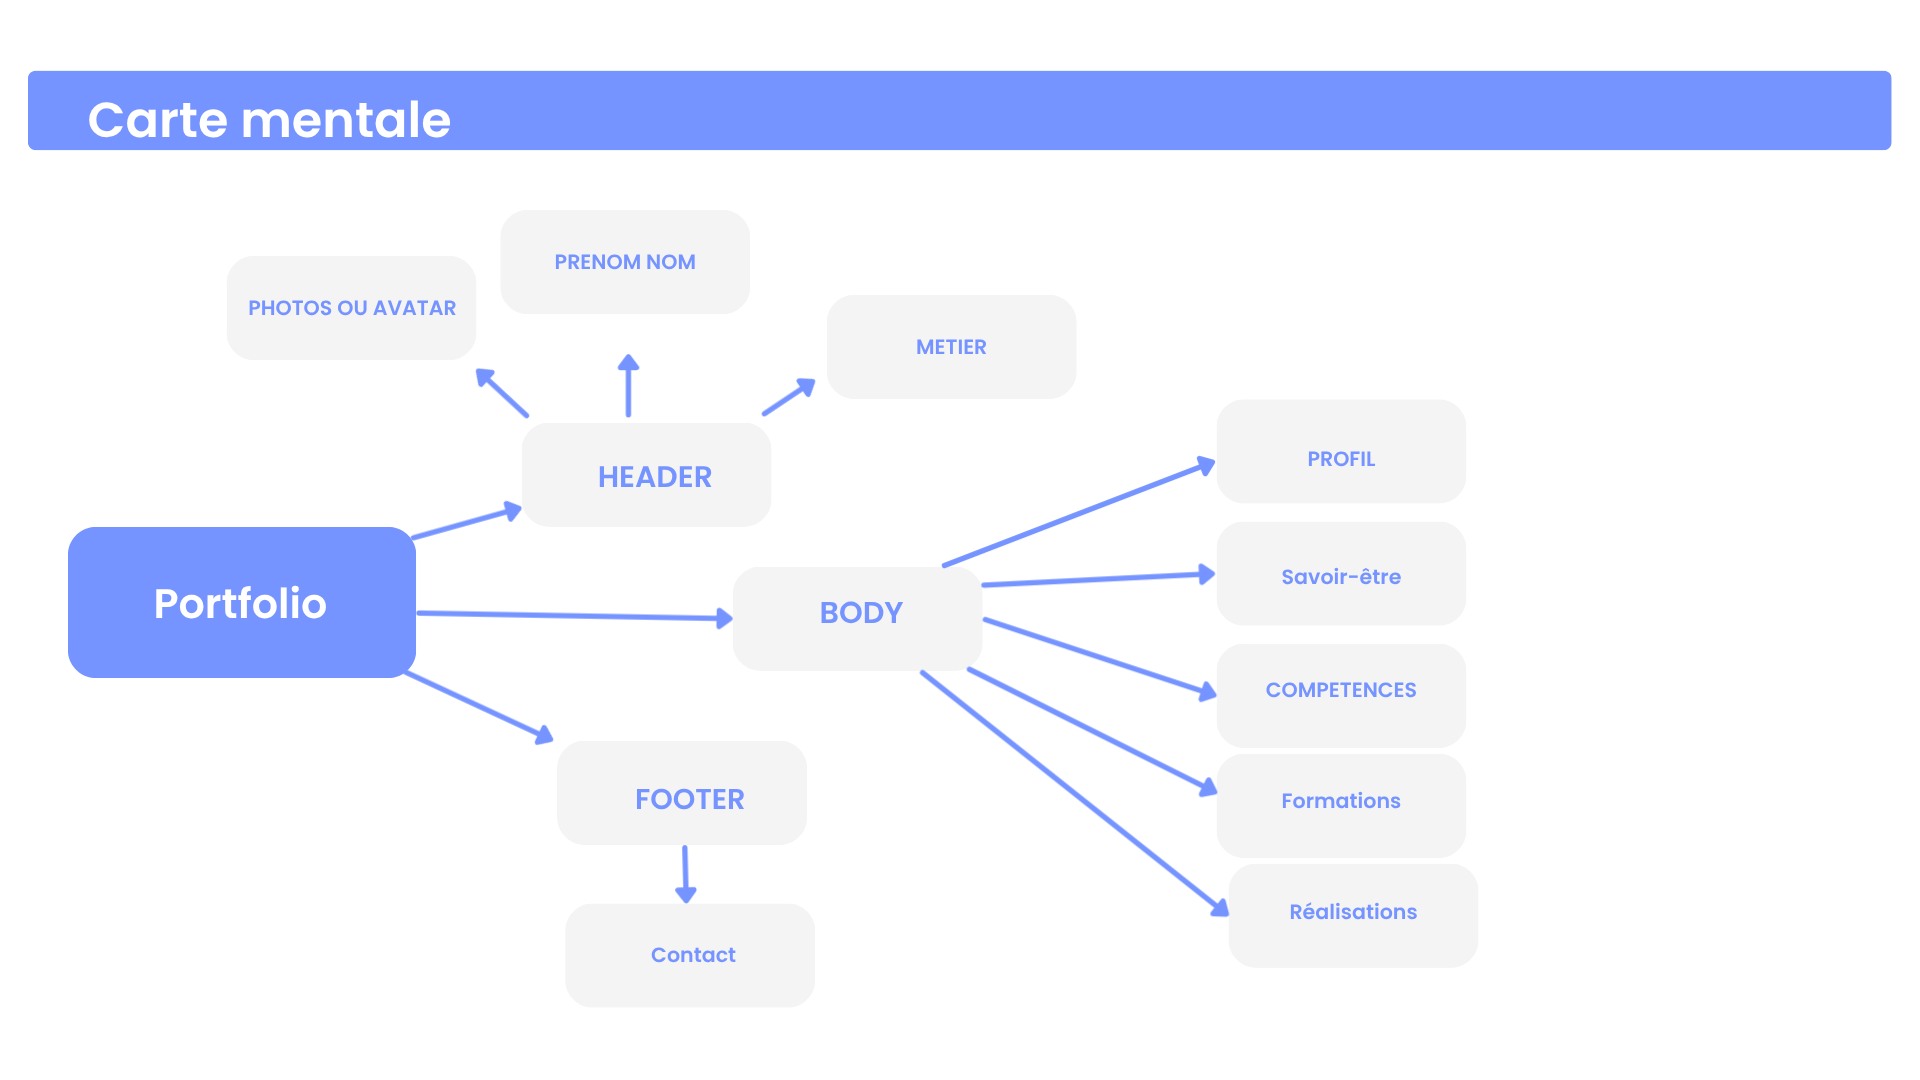 Carte mentale
PRENOM NOM
PHOTOS OU AVATAR
METIER
HEADER
PROFIL
Savoir-être
Portfolio
BODY
COMPETENCES
FOOTER
Formations
Réalisations
Contact